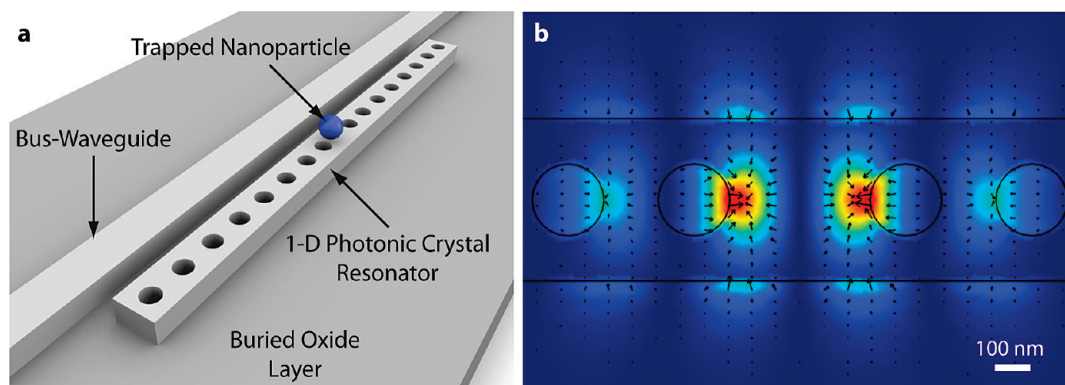 a
Trapped Nanoparticle
Bus-Waveguide
1-D Photonic Crystal
Resonator
Buried Oxide
Layer
b
100 nm